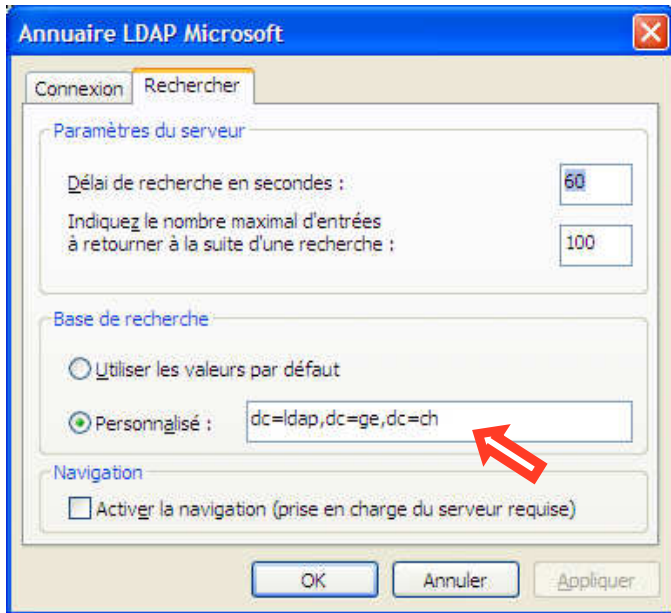 Annuaire LDAP Microsoft
Connexion
Rechercher
Paramètres du serveur
Délai de recherche en secondes :
60
Indiquez le nombre maximal d'entrées
à retourner à la suite d'une recherche :
100
Base de recherche
Utiliser les valeurs par défaut
Personnalisé :
dc=ldap,dc=ge,dc=ch
Navigation
Activer la navigation (prise en charge du serveur requise)
OK
Annuler
Appliquer